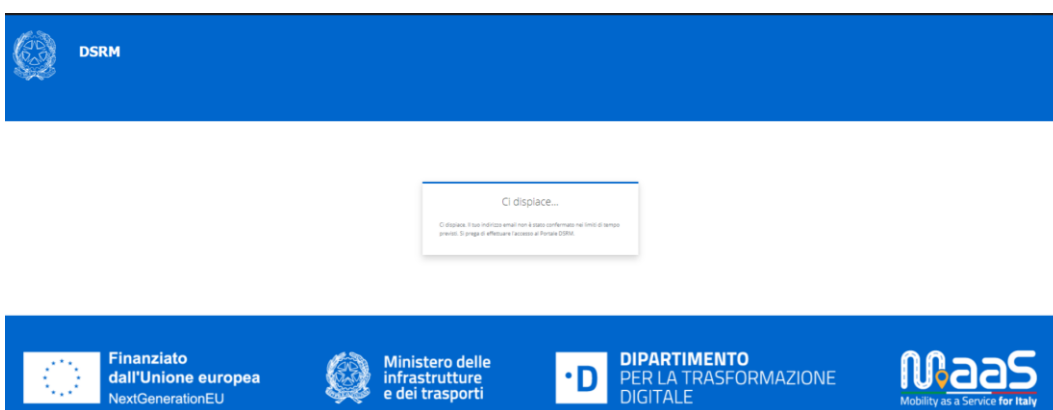 DSRM
Ci dispiace...
Ci dispiace. Il tuo indirizzo email non è stato confermato nei limiti di tempo
previsti. Si prega di effettuare l'accesso al Portale DSRM.
Finanziato
dall'Unione europea
NextGenerationEU
Ministero delle
infrastrutture
e dei trasporti
D
DIPARTIMENTO
PER LA TRASFORMAZIONE
DIGITALE
MaaS
Mobility as a Service for Italy